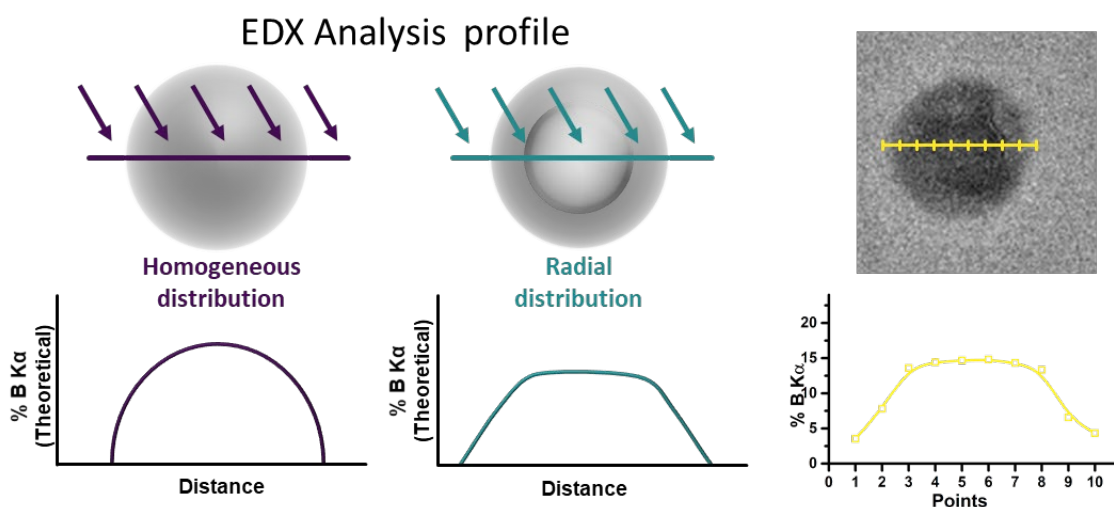 EDX Analysis profile
Homogeneous
distribution
% B Kα
(Theoretical)
Distance
Radial
distribution
% B Kα
(Theoretical)
Distance
% B Kα
20
15
10
5
0
0 1 2 3 4 5 6 7 8 9 10
Points